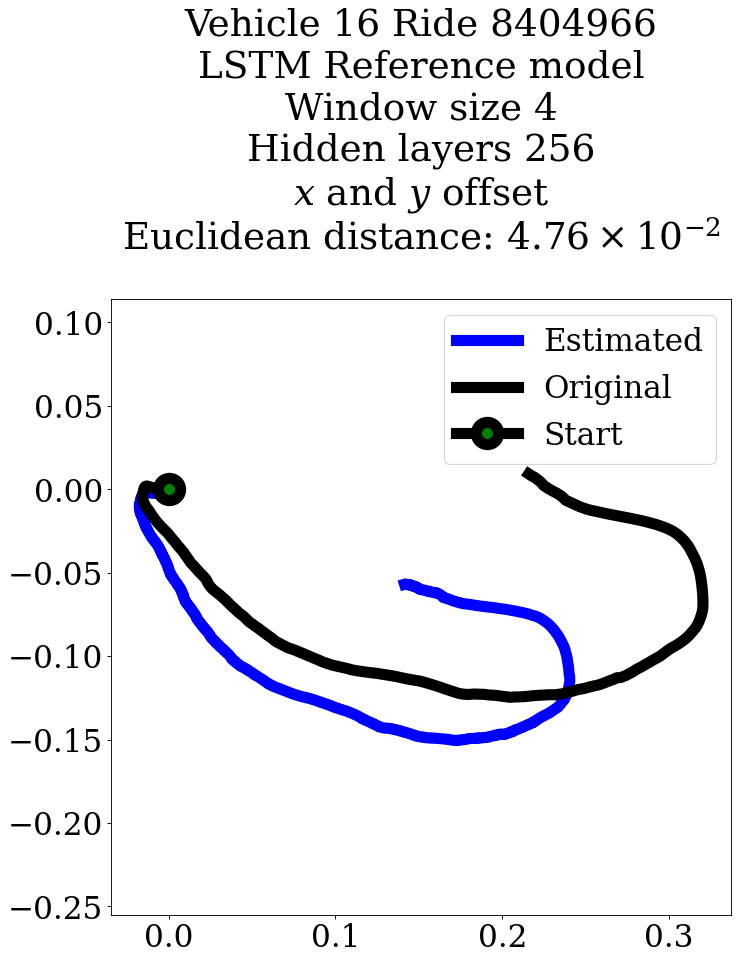 Vehicle 16 Ride 8404966
LSTM Reference model
Window size 4
Hidden layers 256
x and y offset
Euclidean distance: 4.76 × 10⁻²
0.10
0.05
0.00
−0.05
−0.10
−0.15
−0.20
−0.25
Estimated
Original
Start
0.0 0.1 0.2 0.3